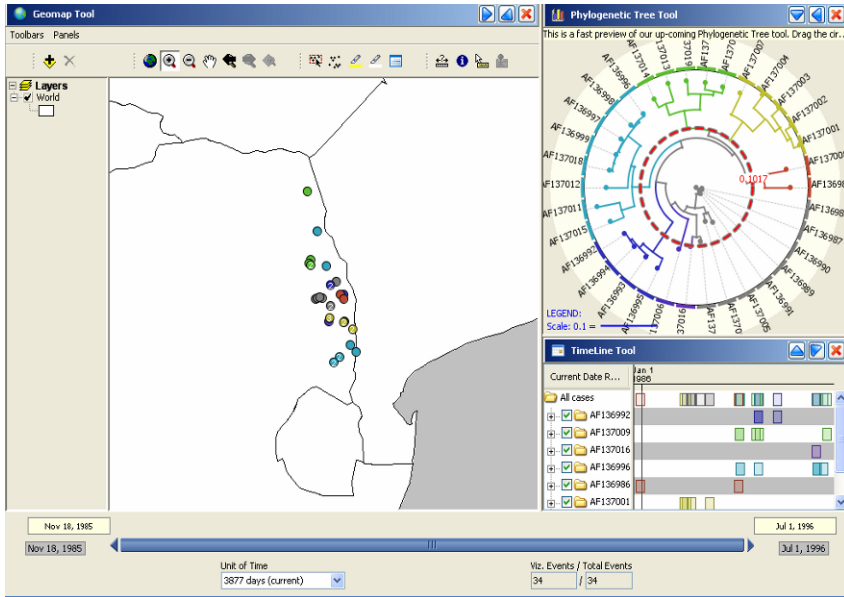 Geomap Tool
Toolbars Panels
Layers
World
Phylogenetic Tree Tool
This is a fast preview of our up-coming Phylogenetic Tree tool. Drag the cir...
AF137014
AF137013
AF137007
AF137004
AF137003
AF137002
AF137001
AF136996
AF136998
AF136997
AF136999
AF137018
AF137012
AF137011
AF137015
AF136992
AF136994
AF136993
AF136995
AF137006
AF137016
AF137005
AF136991
AF136989
AF136990
AF136987
0.1017
LEGEND:
Scale: 0.1 =
TimeLine Tool
Current Date R...
Jan 1
1986
All cases
AF136992
AF137009
AF137016
AF136996
AF136986
AF137001
Nov 18, 1985
Jul 1, 1996
Nov 18, 1985
Jul 1, 1996
Unit of Time
Viz. Events / Total Events
3877 days (current)
34 / 34